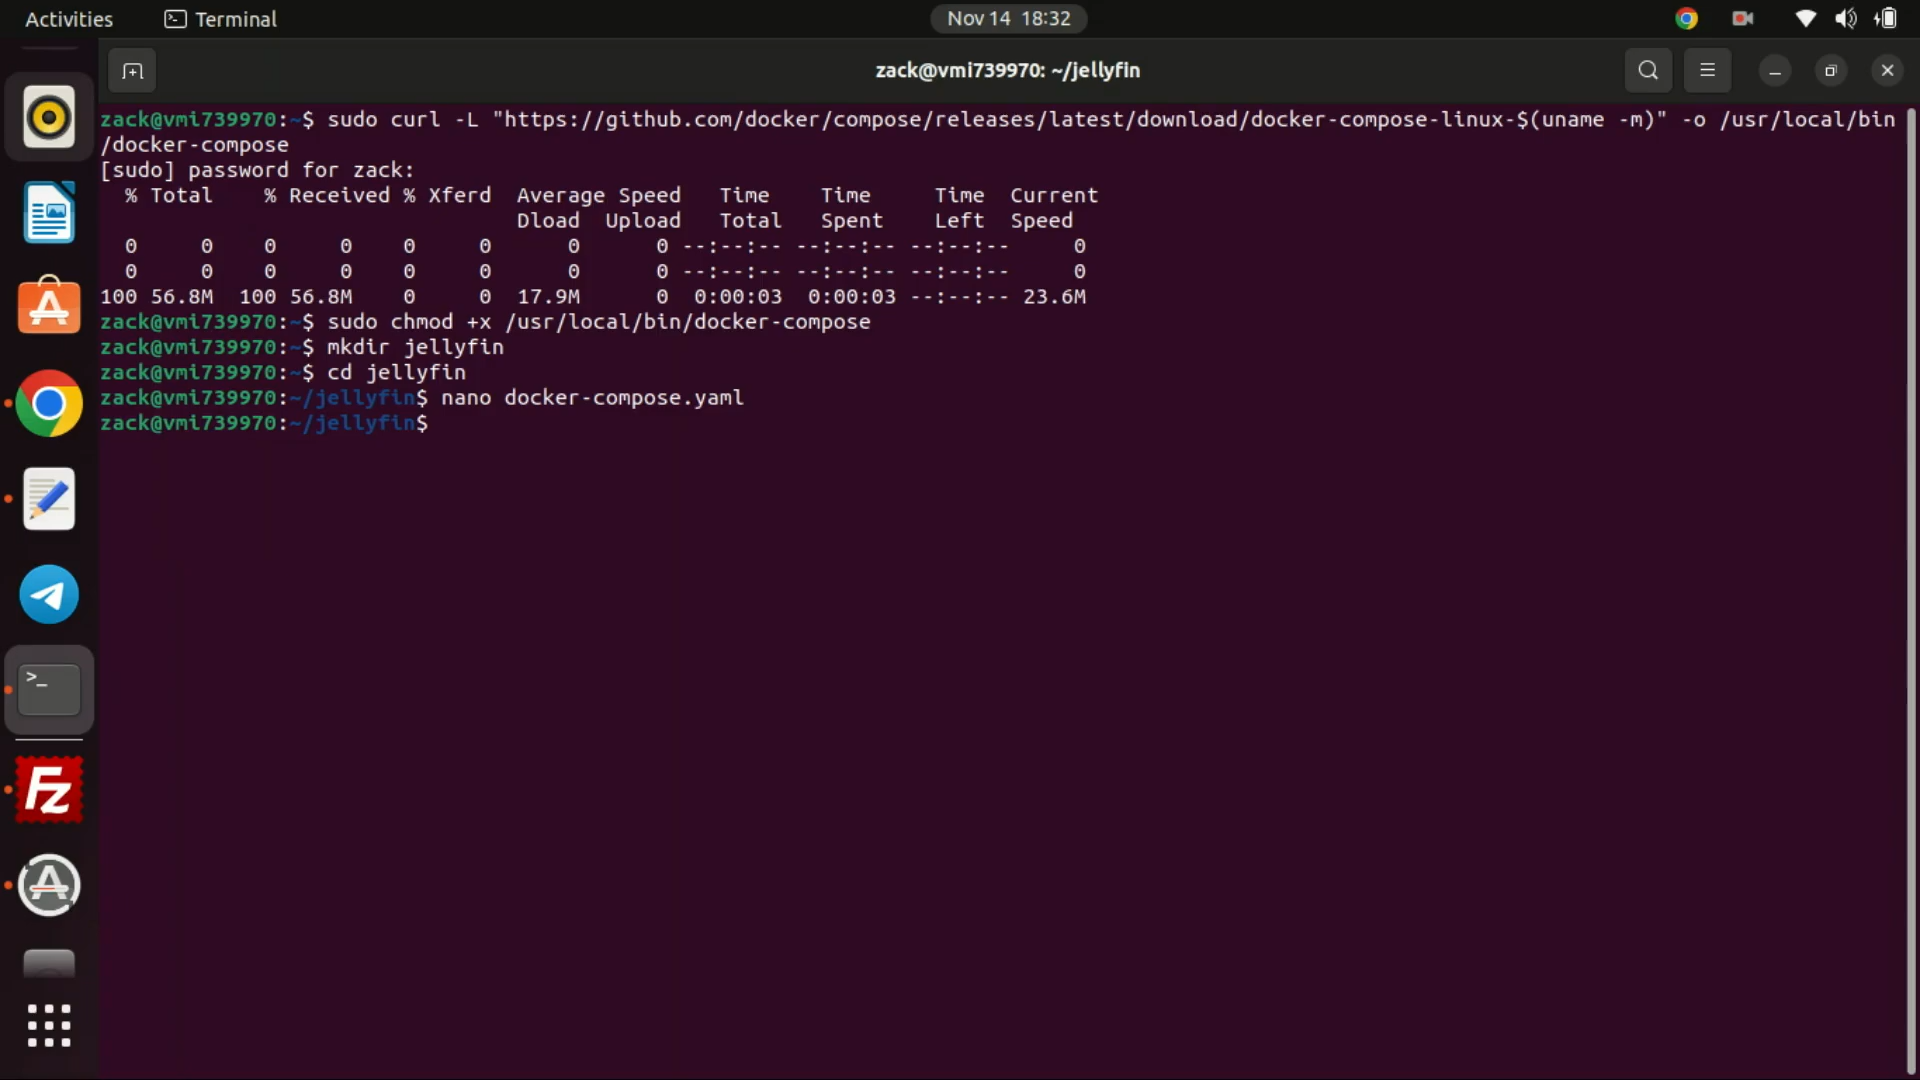 Activities Terminal Nov 14 18:32
zack@vmi739970: ~/jellyfin
zack@vmi739970:~$ sudo curl -L "https://github.com/docker/compose/releases/latest/download/docker-compose-linux-$(uname -m)" -o /usr/local/bin
/docker-compose
[sudo] password for zack:
% Total % Received % Xferd Average Speed Time Time Time Current
Dload Upload Total Spent Left Speed
0 0 0 0 0 0 0 0 --:--:-- --:--:-- --:--:-- 0
0 0 0 0 0 0 0 0 --:--:-- --:--:-- --:--:-- 0
100 56.8M 100 56.8M 0 0 17.9M 0 0:00:03 0:00:03 --:--:-- 23.6M
zack@vmi739970:~$ sudo chmod +x /usr/local/bin/docker-compose
zack@vmi739970:~$ mkdir jellyfin
zack@vmi739970:~$ cd jellyfin
zack@vmi739970:~/jellyfin$ nano docker-compose.yaml
zack@vmi739970:~/jellyfin$